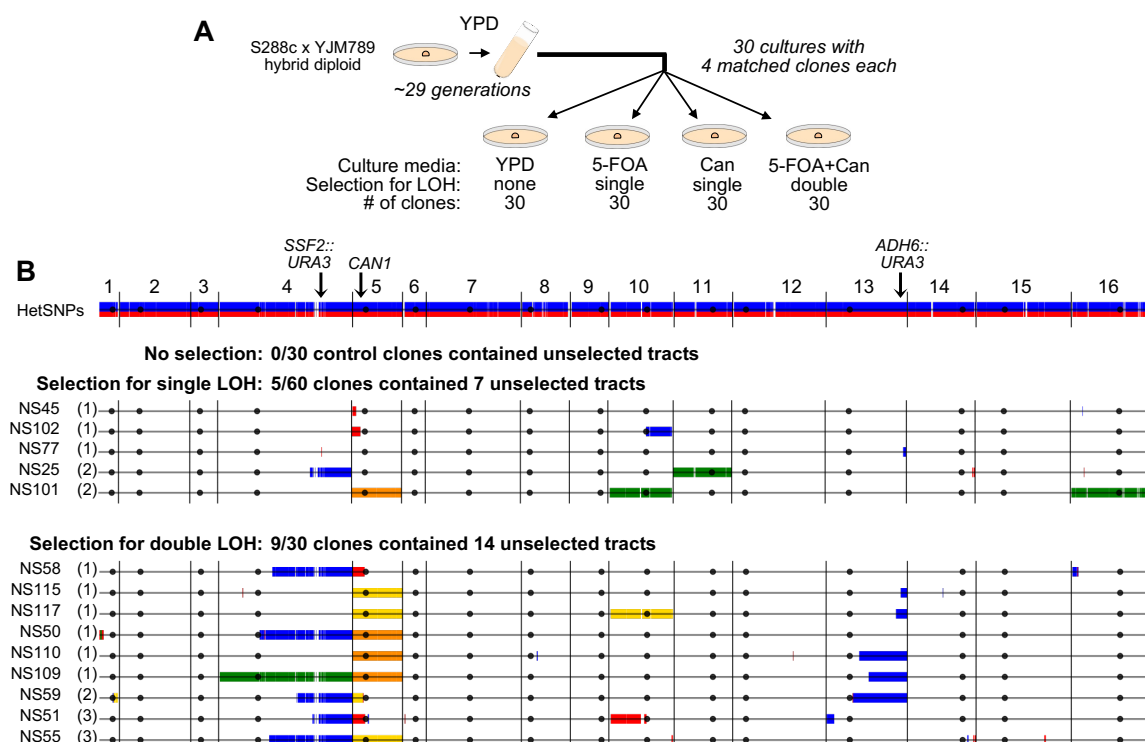 A
S288c x YJM789
hybrid diploid
YPD
~29 generations
30 cultures with
4 matched clones each
Culture media: YPD 5-FOA Can 5-FOA+Can
Selection for LOH: none single single double
# of clones: 30 30 30 30
B
SSF2::
URA3
CAN1
ADH6::
URA3
1 2 3 4 5 6 7 8 9 10 11 12 13 14 15 16
HetSNPs
No selection: 0/30 control clones contained unselected tracts
Selection for single LOH: 5/60 clones contained 7 unselected tracts
NS45 (1)
NS102 (1)
NS77 (1)
NS25 (2)
NS101 (2)
Selection for double LOH: 9/30 clones contained 14 unselected tracts
NS58 (1)
NS115 (1)
NS117 (1)
NS50 (1)
NS110 (1)
NS109 (1)
NS59 (2)
NS51 (3)
NS55 (3)